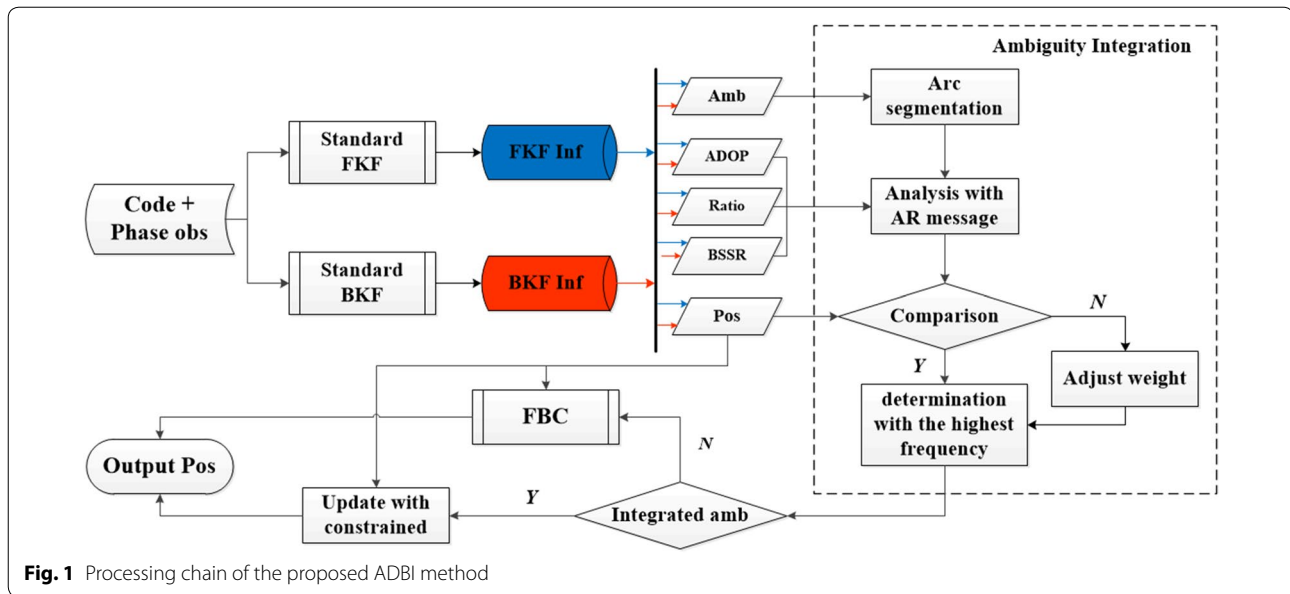 Ambiguity Integration
Code +
Phase obs
Standard
FKF
FKF Inf
Standard
BKF
BKF Inf
Amb
ADOP
Ratio
BSSR
Pos
Arc
segmentation
Analysis with
AR message
Comparison
N
Y
Adjust weight
determination
with the highest
frequency
FBC
N
Output Pos
Update with
constrained
Y
Integrated amb
Fig. 1 Processing chain of the proposed ADBI method